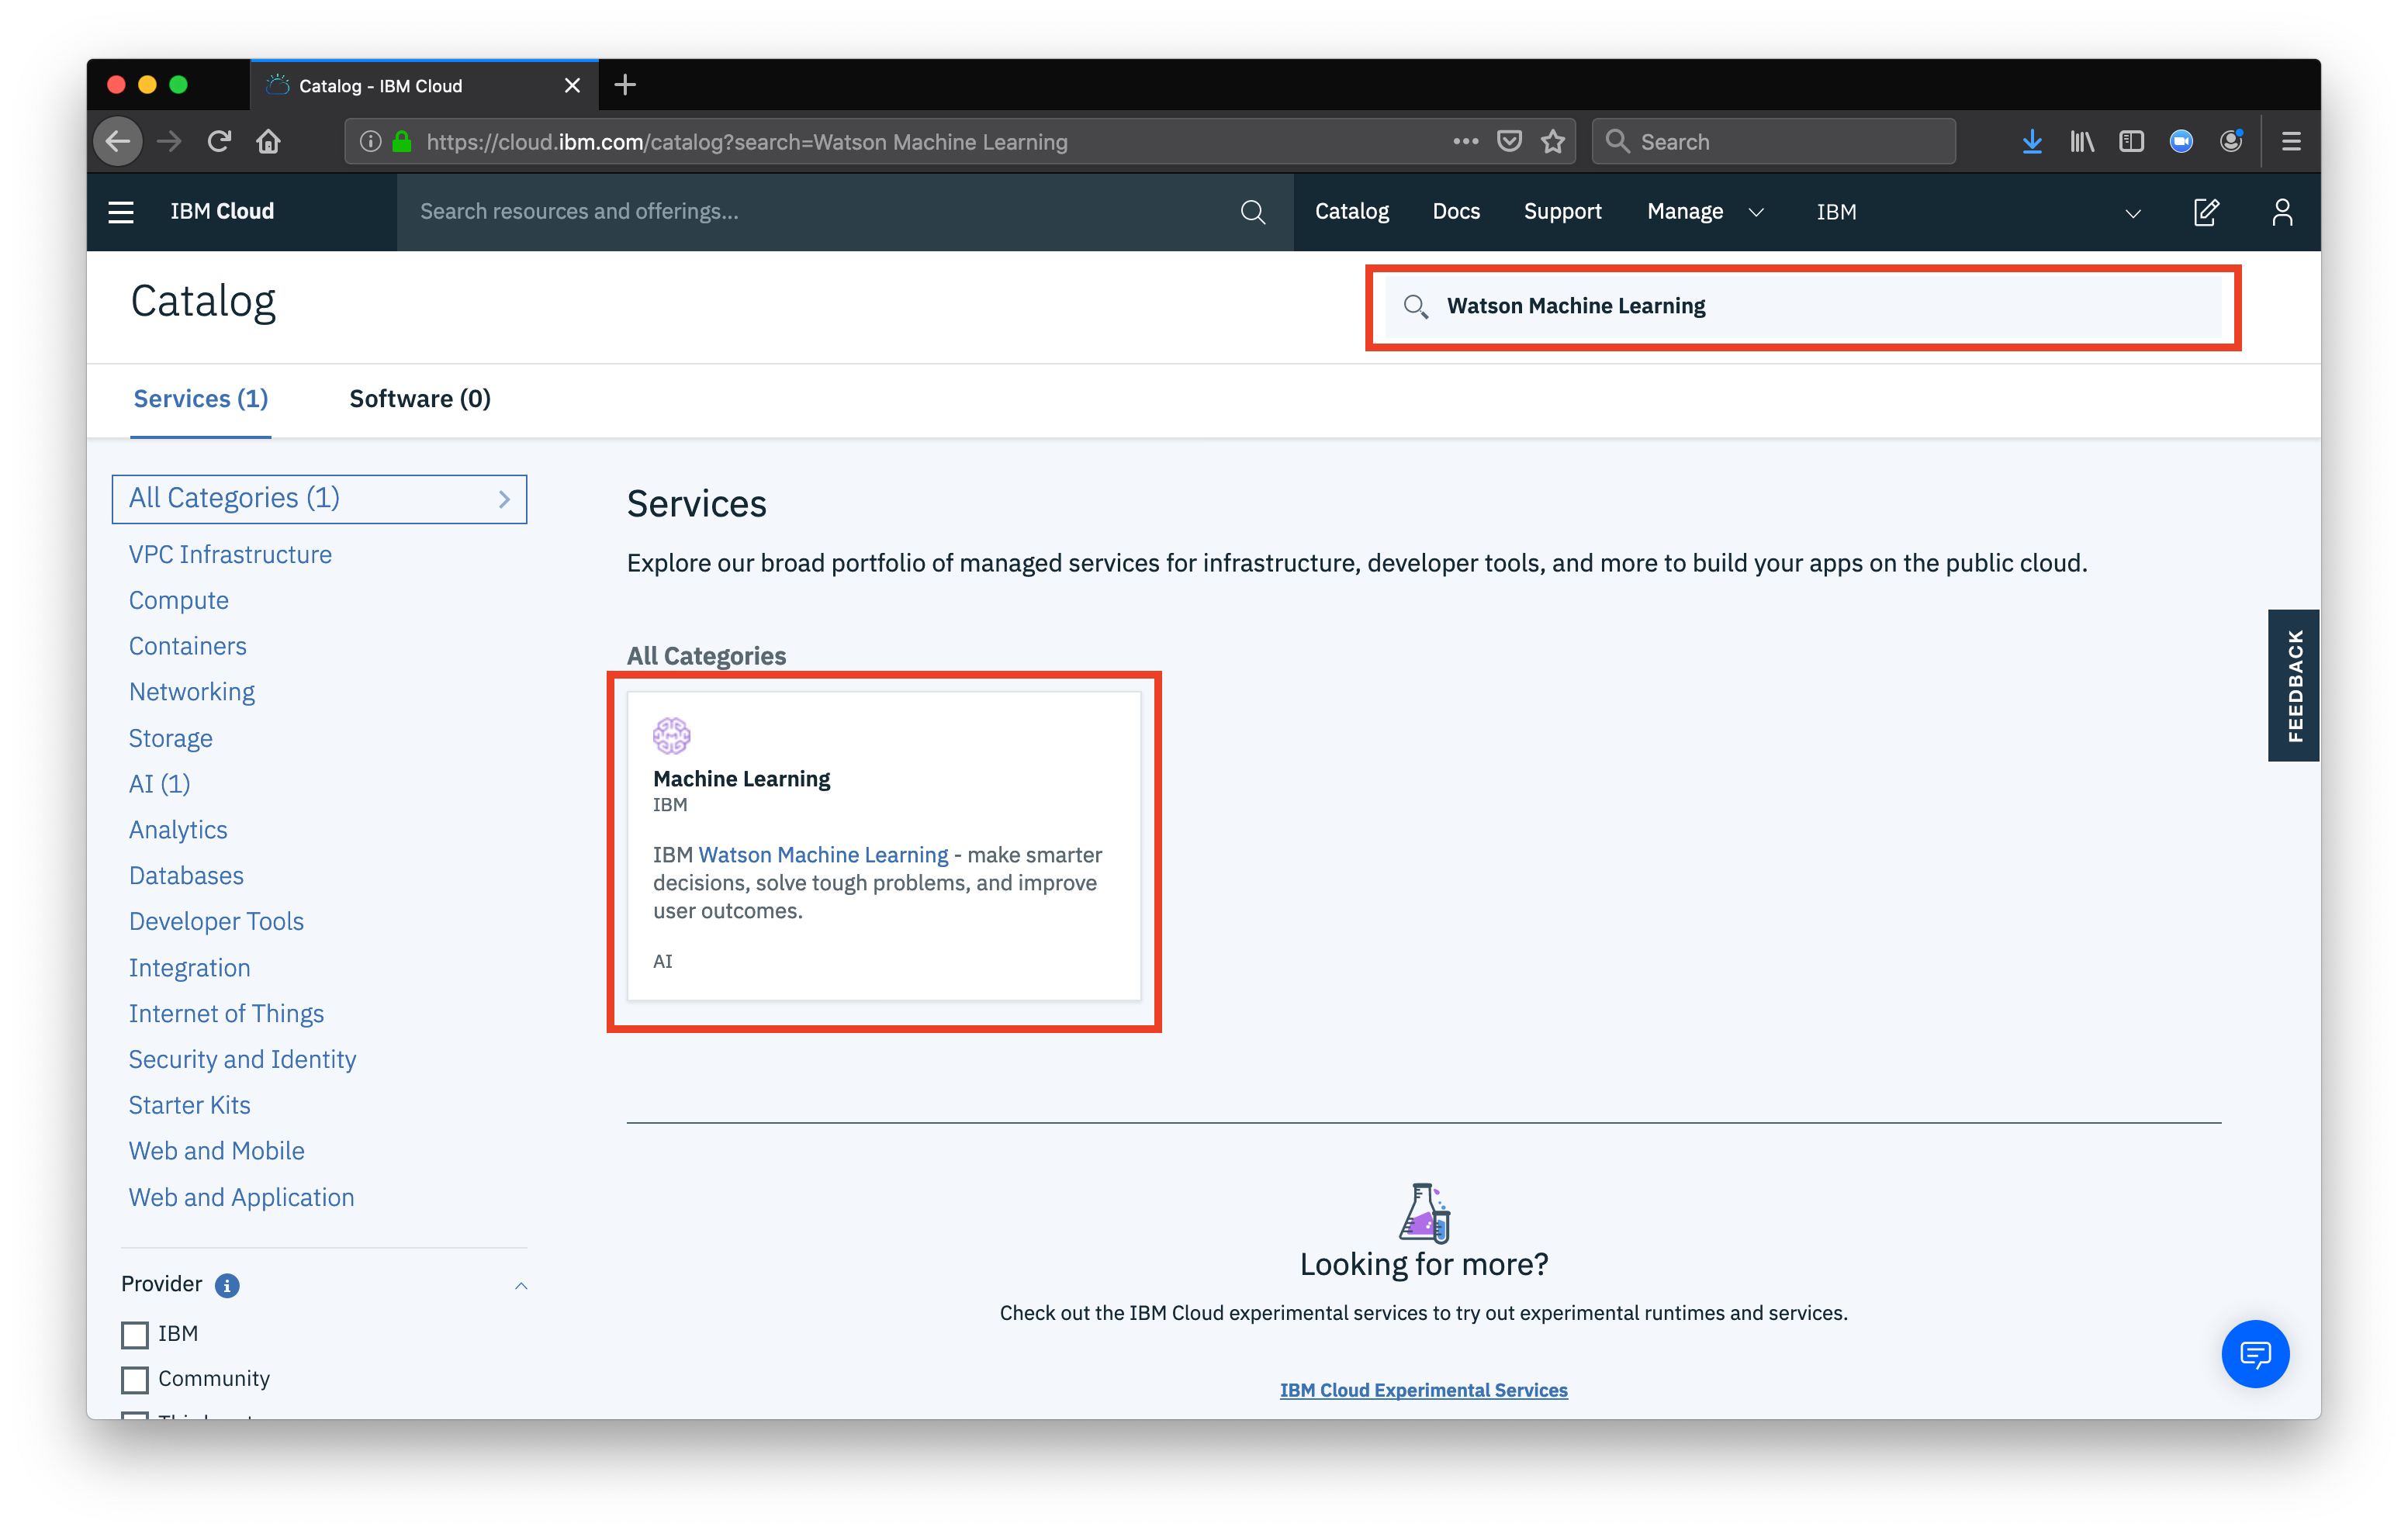 Catalog - IBM Cloud
https://cloud.ibm.com/catalog?search=Watson Machine Learning
Search
IBM Cloud
Search resources and offerings...
Catalog
Docs
Support
Manage
IBM
Catalog
Watson Machine Learning
Services (1)
Software (0)
All Categories (1)
VPC Infrastructure
Compute
Containers
Networking
Storage
AI (1)
Analytics
Databases
Developer Tools
Integration
Internet of Things
Security and Identity
Starter Kits
Web and Mobile
Web and Application
Provider
IBM
Community
Services
Explore our broad portfolio of managed services for infrastructure, developer tools, and more to build your apps on the public cloud.
All Categories
Machine Learning
IBM
IBM Watson Machine Learning - make smarter
decisions, solve tough problems, and improve
user outcomes.
AI
FEEDBACK
Looking for more?
Check out the IBM Cloud experimental services to try out experimental runtimes and services.
IBM Cloud Experimental Services